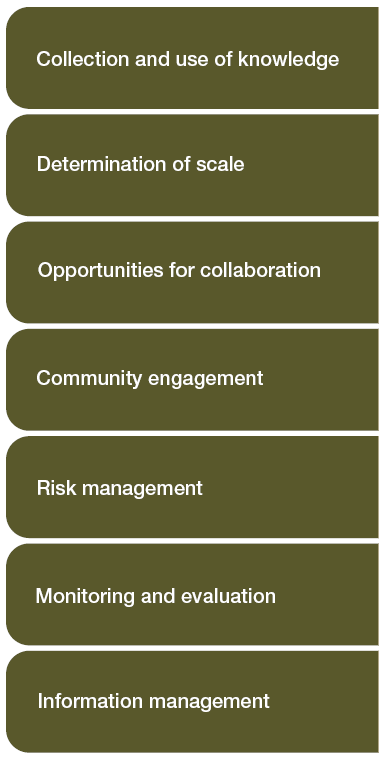 Collection and use of knowledge
Determination of scale
Opportunities for collaboration
Community engagement
Risk management
Monitoring and evaluation
Information management